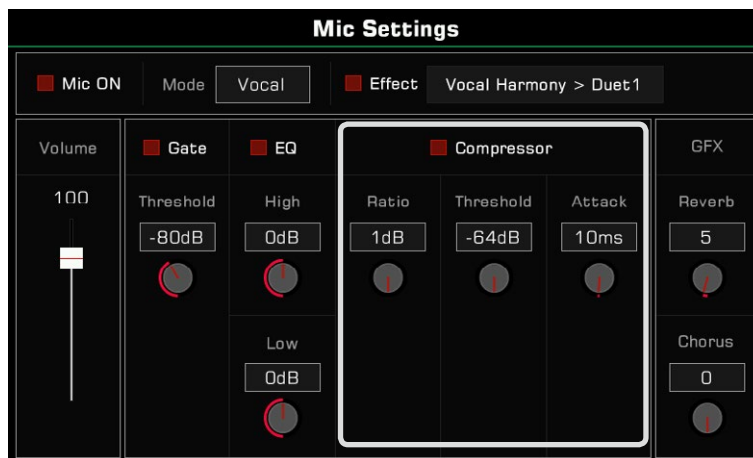 Mic Settings
Mic ON Mode Vocal Effect Vocal Harmony > Duet1
Volume Gate EQ Compressor GFX
100 Threshold High Ratio Threshold Attack Reverb
-80dB 0dB 1dB -64dB 10ms 5
Low Chorus
0dB 0